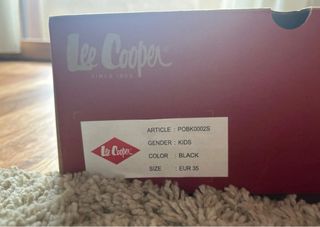 Lee Cooper
SINCE 1908
Lee Cooper
ARTICLE : POBK0002S
GENDER : KIDS
COLOR : BLACK
SIZE : EUR 35